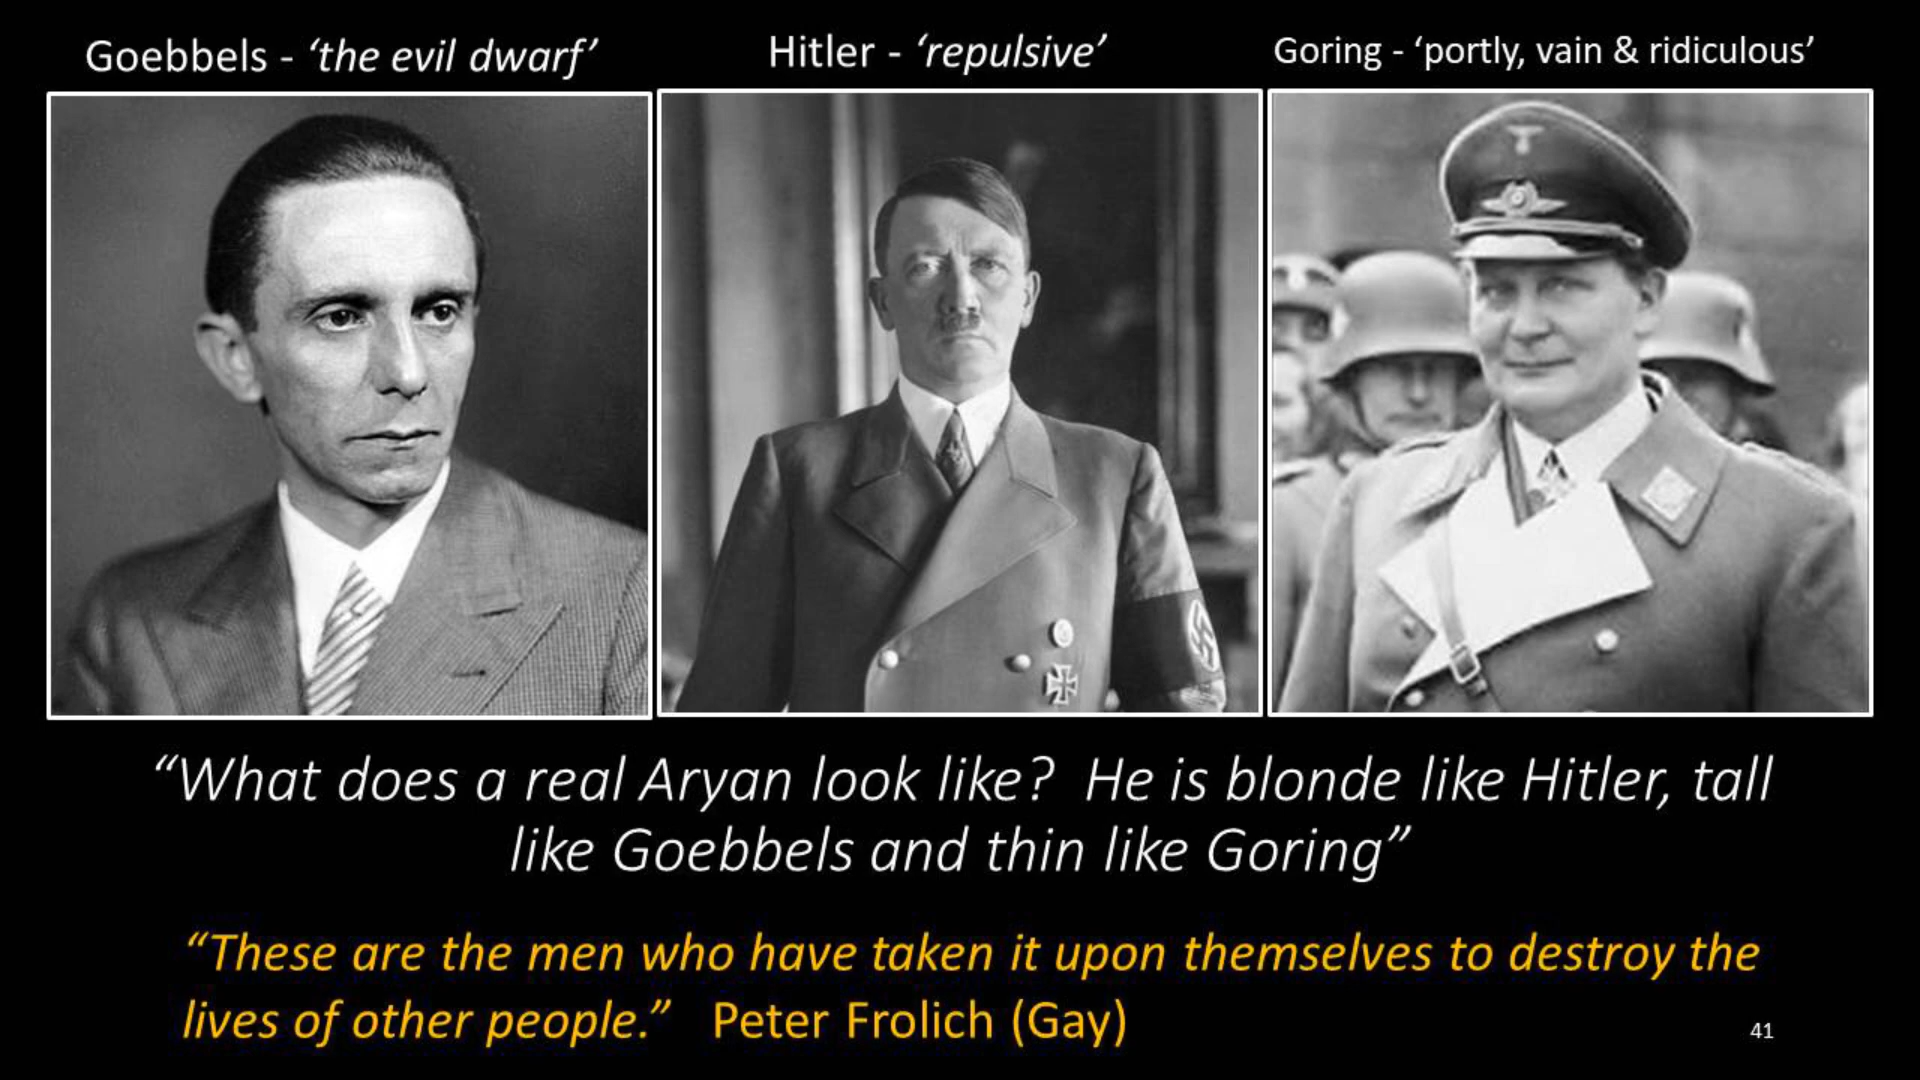 Goebbels - ‘the evil dwarf’
Hitler - ‘repulsive’
Goring - ‘portly, vain & ridiculous’
“What does a real Aryan look like?  He is blonde like Hitler, tall
like Goebbels and thin like Goring”
“These are the men who have taken it upon themselves to destroy the
lives of other people.”   Peter Frolich (Gay)
41